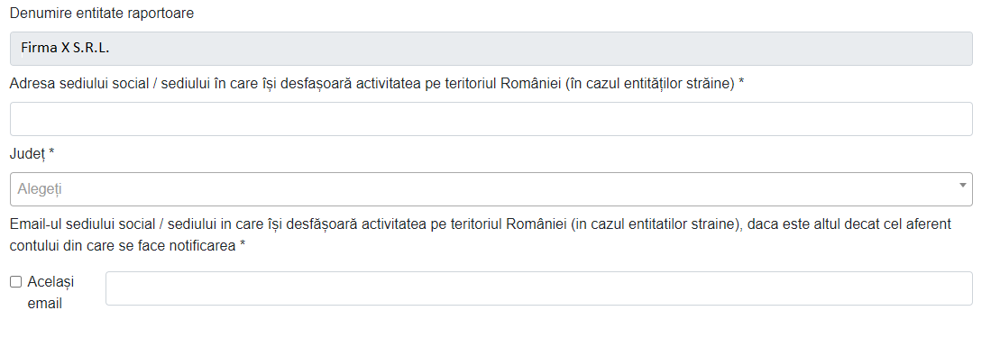 Denumire entitate raportoare
Firma X S.R.L.
Adresa sediului social / sediului în care își desfașoară activitatea pe teritoriul României (în cazul entităților străine) *
Județ *
Alegeți
Email-ul sediului social / sediului in care își desfășoară activitatea pe teritoriul României (in cazul entitatilor straine), daca este altul decat cel aferent
contului din care se face notificarea *
Același
email